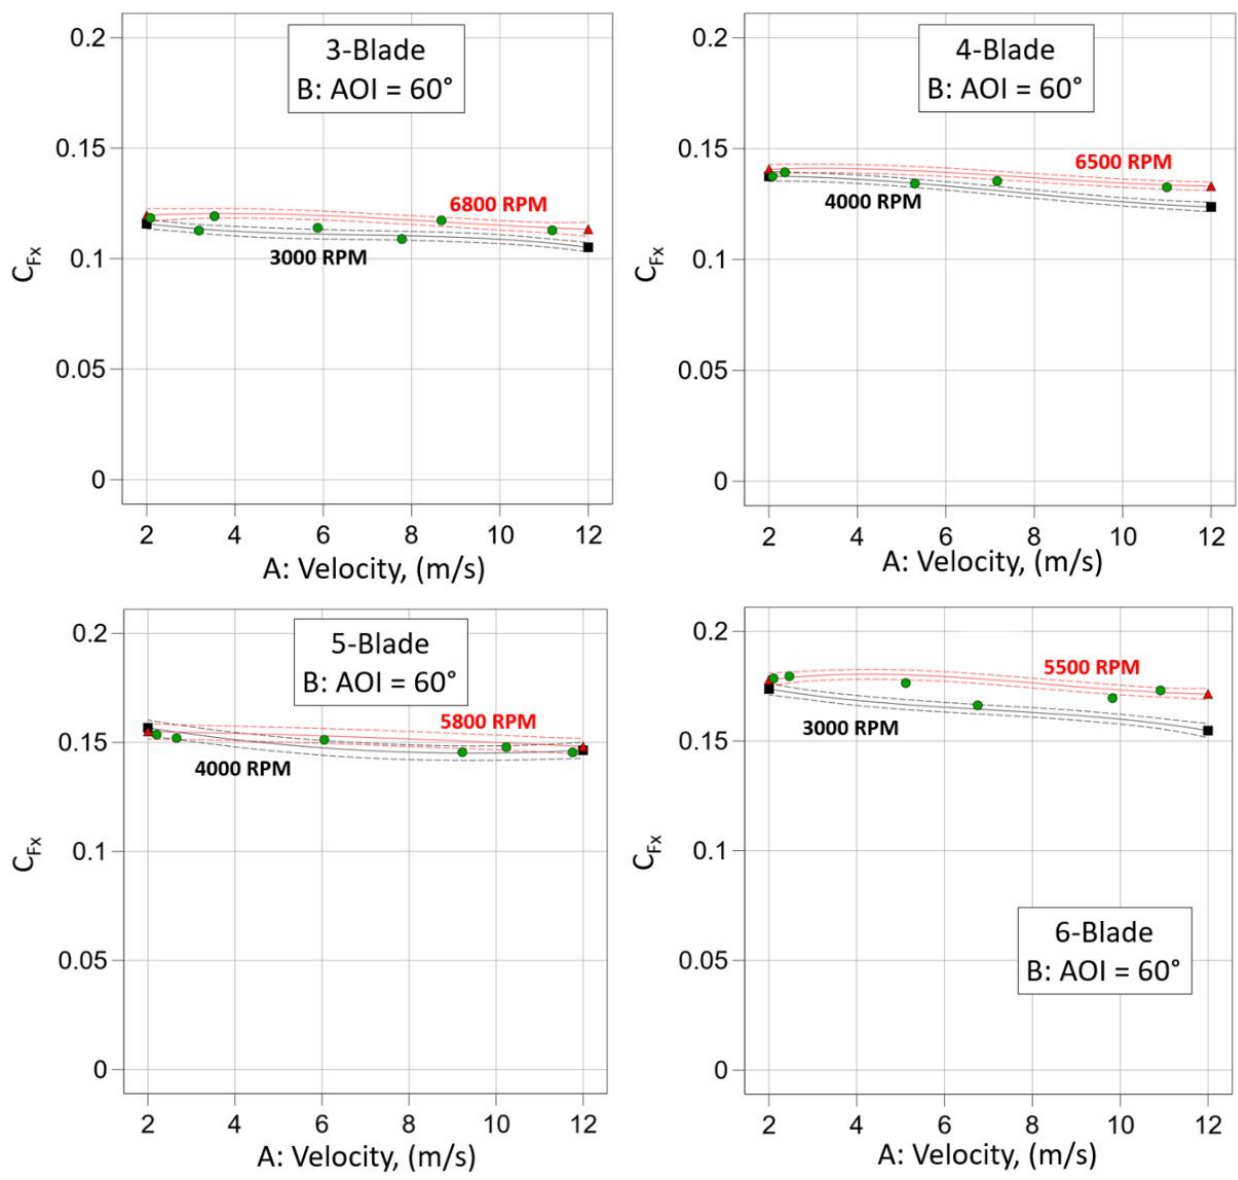 3-Blade
B: AOI = 60°
0.2
0.15
0.1
0.05
0
C_Fx
6800 RPM
3000 RPM
2 4 6 8 10 12
A: Velocity, (m/s)
4-Blade
B: AOI = 60°
0.2
0.15
0.1
0.05
0
C_Fx
6500 RPM
4000 RPM
2 4 6 8 10 12
A: Velocity, (m/s)
5-Blade
B: AOI = 60°
0.2
0.15
0.1
0.05
0
C_Fx
5800 RPM
4000 RPM
2 4 6 8 10 12
A: Velocity, (m/s)
0.2
0.15
0.1
0.05
0
C_Fx
5500 RPM
3000 RPM
6-Blade
B: AOI = 60°
2 4 6 8 10 12
A: Velocity, (m/s)